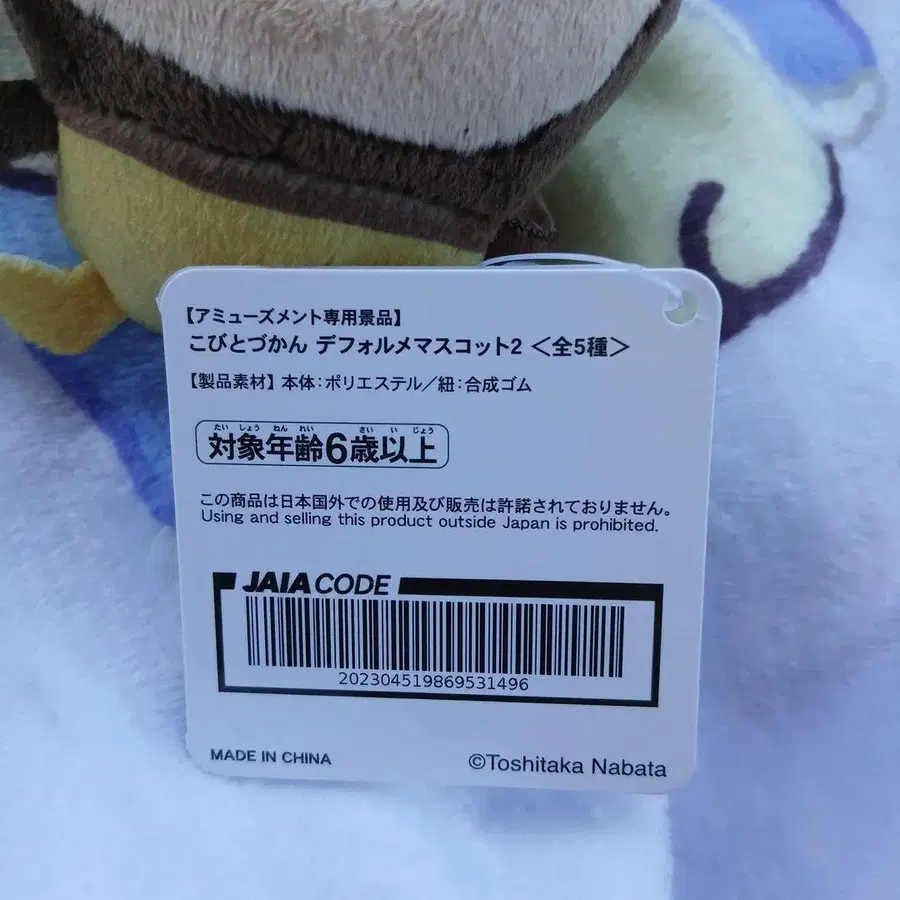 【アミューズメント専用景品】
こびとづかん デフォルメマスコット2 <全5種>
【製品素材】本体:ポリエステル/紐:合成ゴム
たいしょうねんれい さいいじょう
対象年齢6歳以上
この商品は日本国外での使用及び販売は許諾されておりません。
Using and selling this product outside Japan is prohibited.
JAIA CODE
202304519869531496
MADE IN CHINA
©Toshitaka Nabata